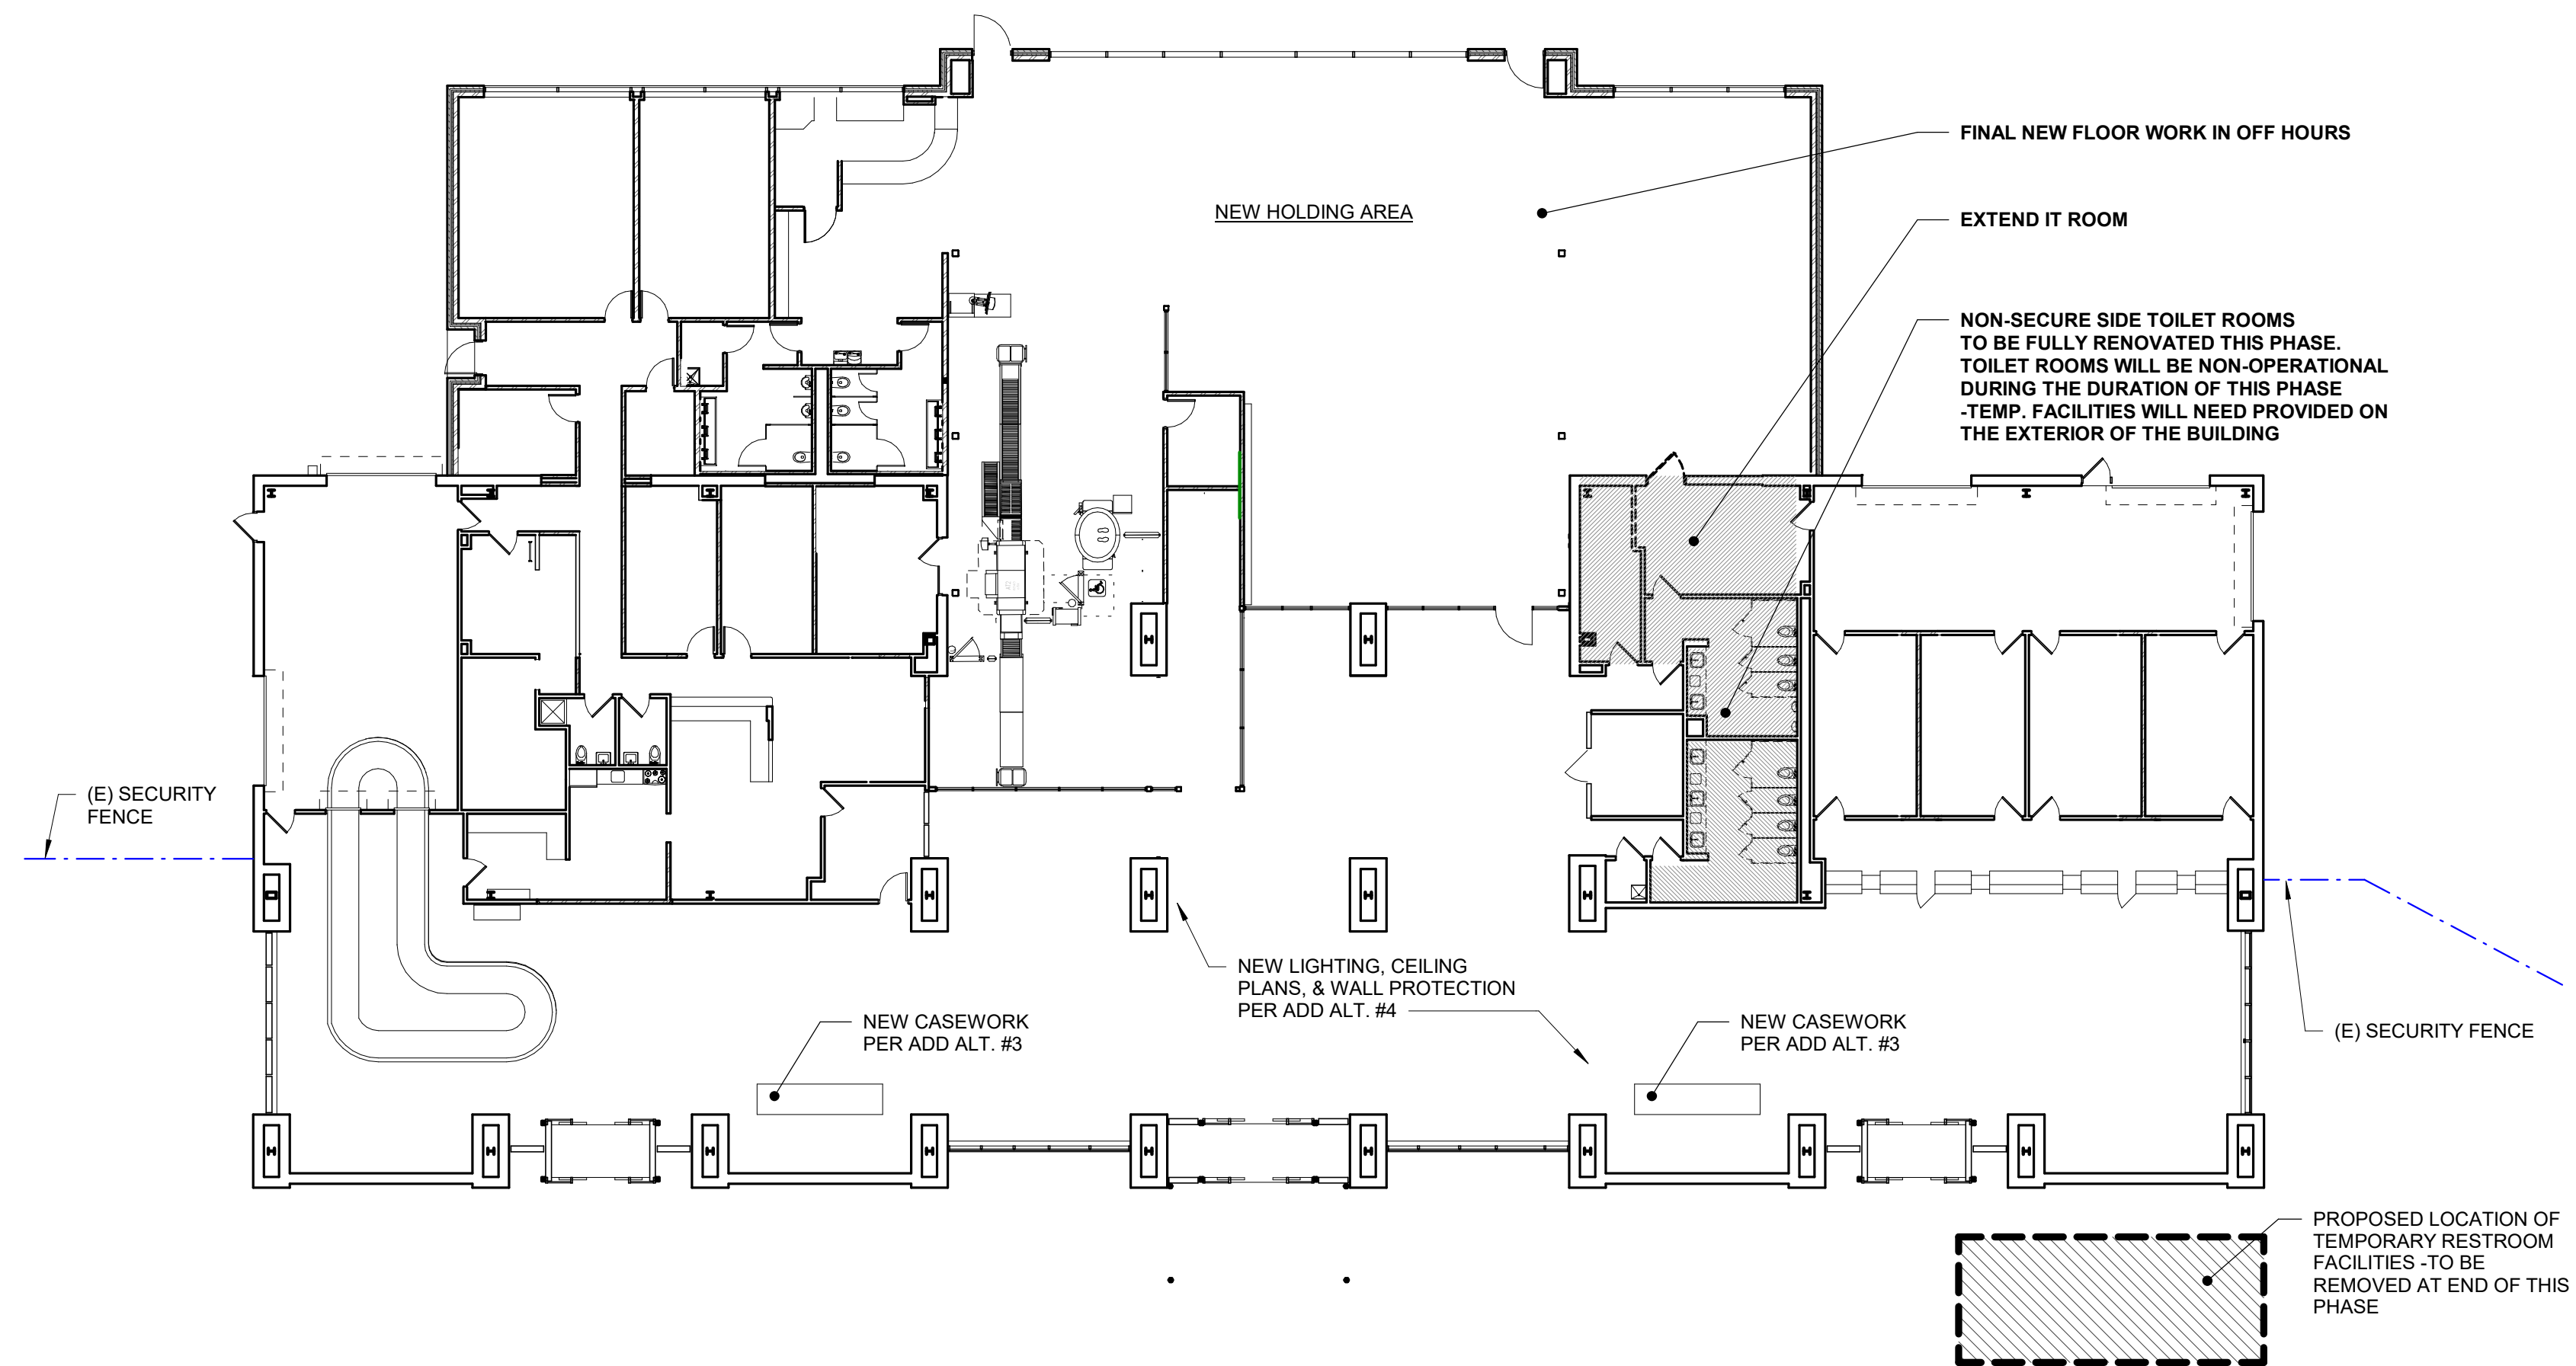 FINAL NEW FLOOR WORK IN OFF HOURS
NEW HOLDING AREA
EXTEND IT ROOM
NON-SECURE SIDE TOILET ROOMS
TO BE FULLY RENOVATED THIS PHASE.
TOILET ROOMS WILL BE NON-OPERATIONAL
DURING THE DURATION OF THIS PHASE
-TEMP. FACILITIES WILL NEED PROVIDED ON
THE EXTERIOR OF THE BUILDING
(E) SECURITY
FENCE
NEW LIGHTING, CEILING
PLANS, & WALL PROTECTION
PER ADD ALT. #4
NEW CASEWORK
PER ADD ALT. #3
NEW CASEWORK
PER ADD ALT. #3
(E) SECURITY FENCE
PROPOSED LOCATION OF
TEMPORARY RESTROOM
FACILITIES -TO BE
REMOVED AT END OF THIS
PHASE